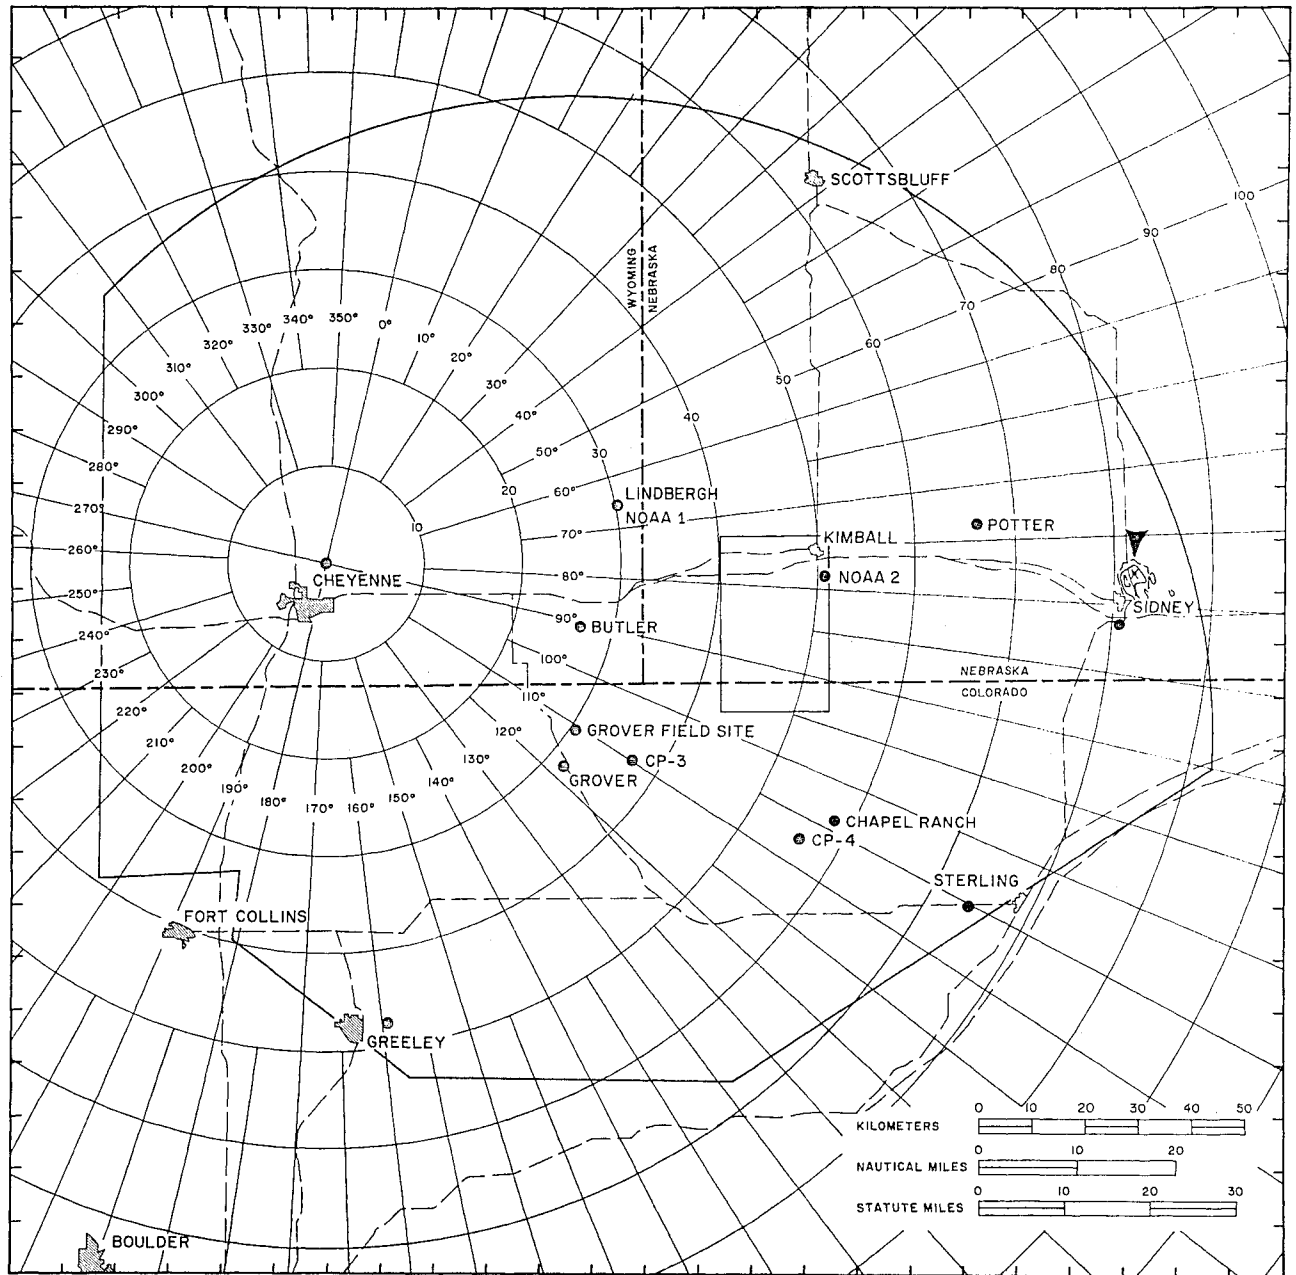 SCOTTSBLUFF
100
90
80
70
60
50
40
30
20
10
WYOMING
NEBRASKA
350°
340°
330°
320°
310°
300°
290°
280°
270°
260°
250°
240°
230°
220°
210°
200°
190°
180°
170°
160°
150°
140°
130°
120°
110°
100°
90°
80°
70°
60°
50°
40°
30°
20°
10°
0°
LINDBERGH
NOAA 1
KIMBALL
POTTER
NOAA 2
CHEYENNE
BUTLER
SIDNEY
NEBRASKA
COLORADO
GROVER FIELD SITE
CP-3
GROVER
CHAPEL RANCH
CP-4
STERLING
FORT COLLINS
GREELEY
BOULDER
0 10 20 30 40 50
KILOMETERS
0 10 20
NAUTICAL MILES
0 10 20 30
STATUTE MILES